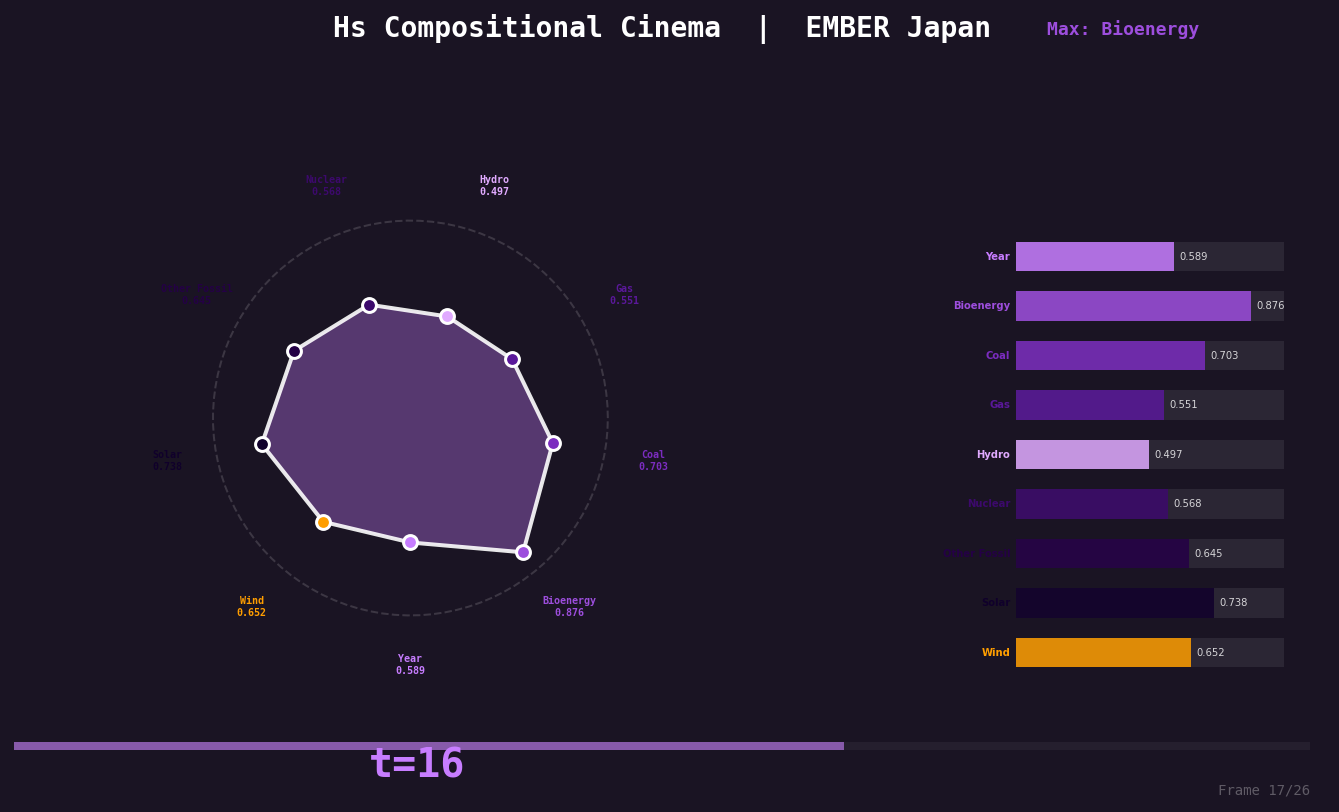 Hs Compositional Cinema | EMBER Japan
Max: Bioenergy
Nuclear
0.568
Hydro
0.497
Other Fossil
0.645
Gas
0.551
Solar
0.738
Coal
0.703
Wind
0.652
Bioenergy
0.876
Year
0.589
Year 0.589
Bioenergy 0.876
Coal 0.703
Gas 0.551
Hydro 0.497
Nuclear 0.568
Other Fossil 0.645
Solar 0.738
Wind 0.652
t=16
Frame 17/26